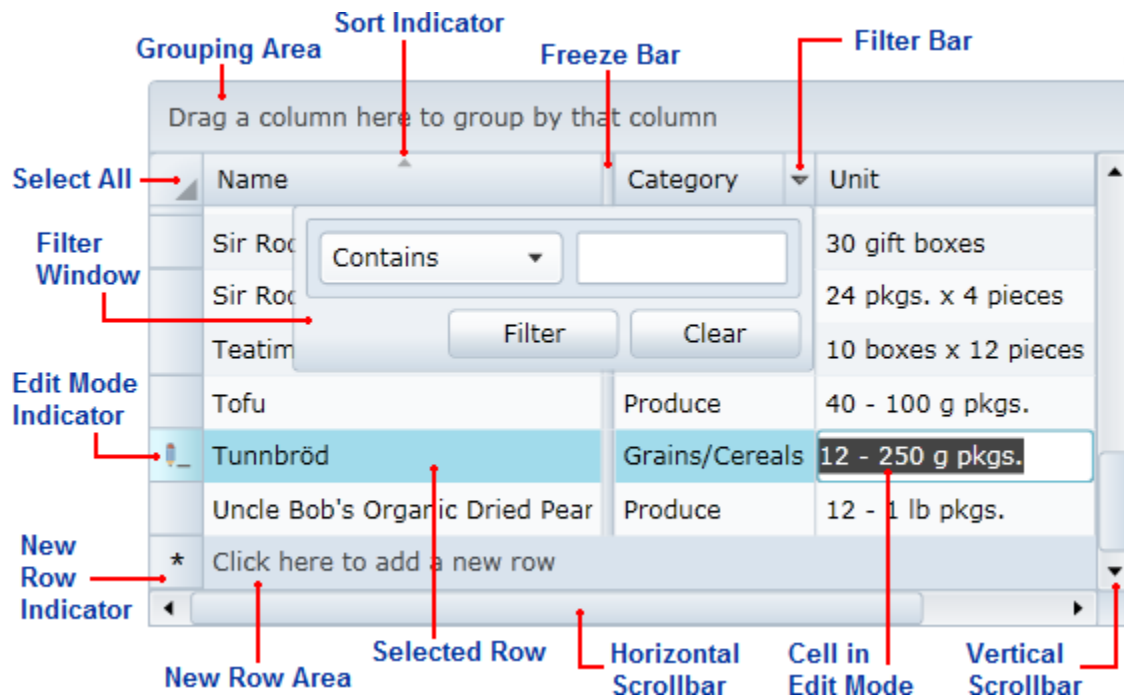 Sort Indicator
Grouping Area
Freeze Bar
Filter Bar
Drag a column here to group by that column
Select All
Name
Category
Unit
Filter
Window
Sir Rod
30 gift boxes
Contains
Sir Rod
24 pkgs. x 4 pieces
Filter
Clear
Teatim
10 boxes x 12 pieces
Edit Mode
Indicator
Tofu
Produce
40 - 100 g pkgs.
Tunnbröd
Grains/Cereals
12 - 250 g pkgs.
Uncle Bob's Organic Dried Pear
Produce
12 - 1 lb pkgs.
New
Row
Indicator
*
Click here to add a new row
New Row Area
Selected Row
Horizontal
Scrollbar
Cell in
Edit Mode
Vertical
Scrollbar